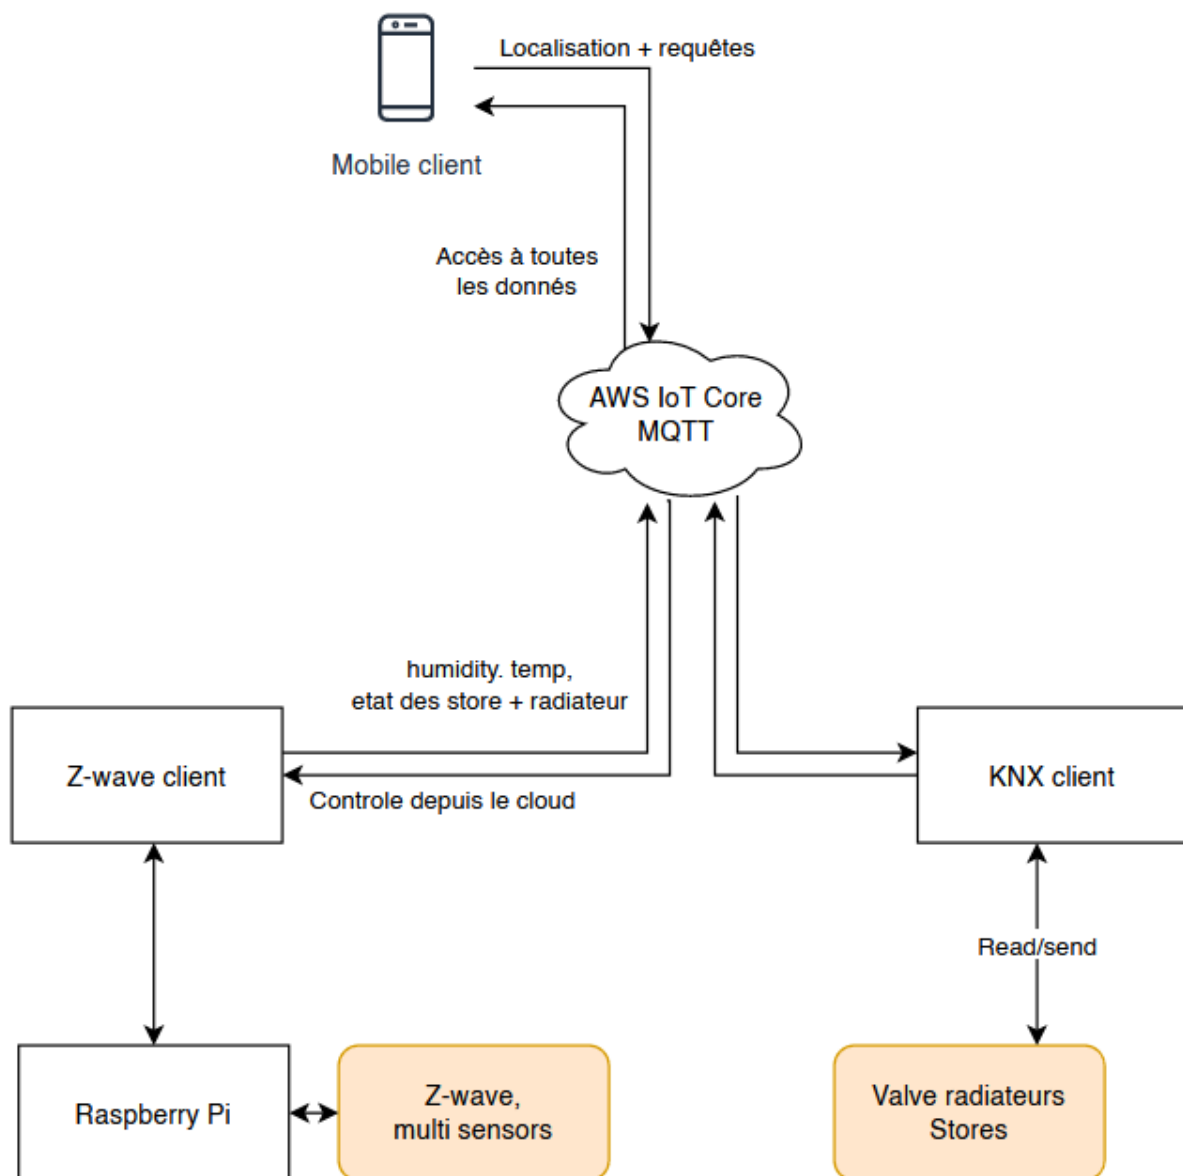 Localisation + requêtes
Mobile client
Accès à toutes
les donnés
AWS IoT Core
MQTT
humidity. temp,
etat des store + radiateur
Z-wave client
KNX client
Controle depuis le cloud
Read/send
Raspberry Pi
Z-wave,
multi sensors
Valve radiateurs
Stores